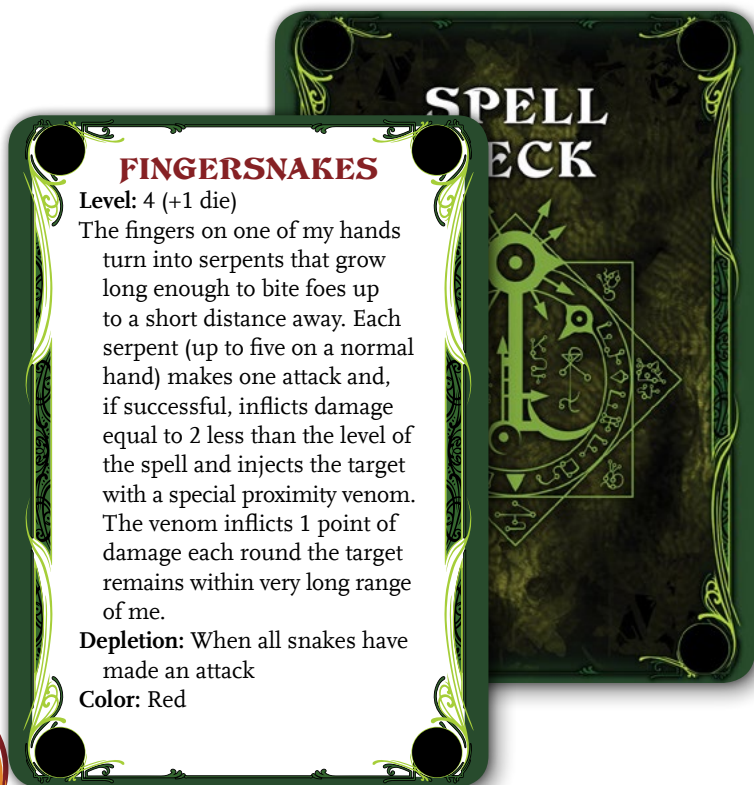 SPELL
ECK
FINGERSNAKES
Level: 4 (+1 die)
The fingers on one of my hands
turn into serpents that grow
long enough to bite foes up
to a short distance away. Each
serpent (up to five on a normal
hand) makes one attack and,
if successful, inflicts damage
equal to 2 less than the level of
the spell and injects the target
with a special proximity venom.
The venom inflicts 1 point of
damage each round the target
remains within very long range
of me.
Depletion: When all snakes have
made an attack
Color: Red